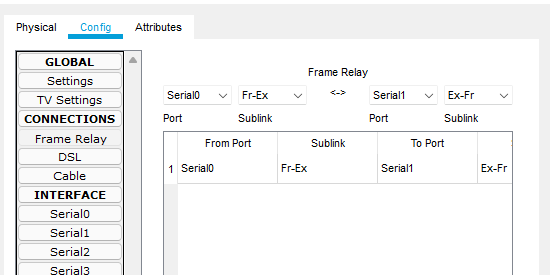 Physical Config Attributes
GLOBAL
Settings
TV Settings
CONNECTIONS
Frame Relay
DSL
Cable
INTERFACE
Serial0
Serial1
Serial2
Serial3
Frame Relay
Serial0 Fr-Ex <-> Serial1 Ex-Fr
Port Sublink Port Sublink
From Port Sublink To Port
1 Serial0 Fr-Ex Serial1 Ex-Fr